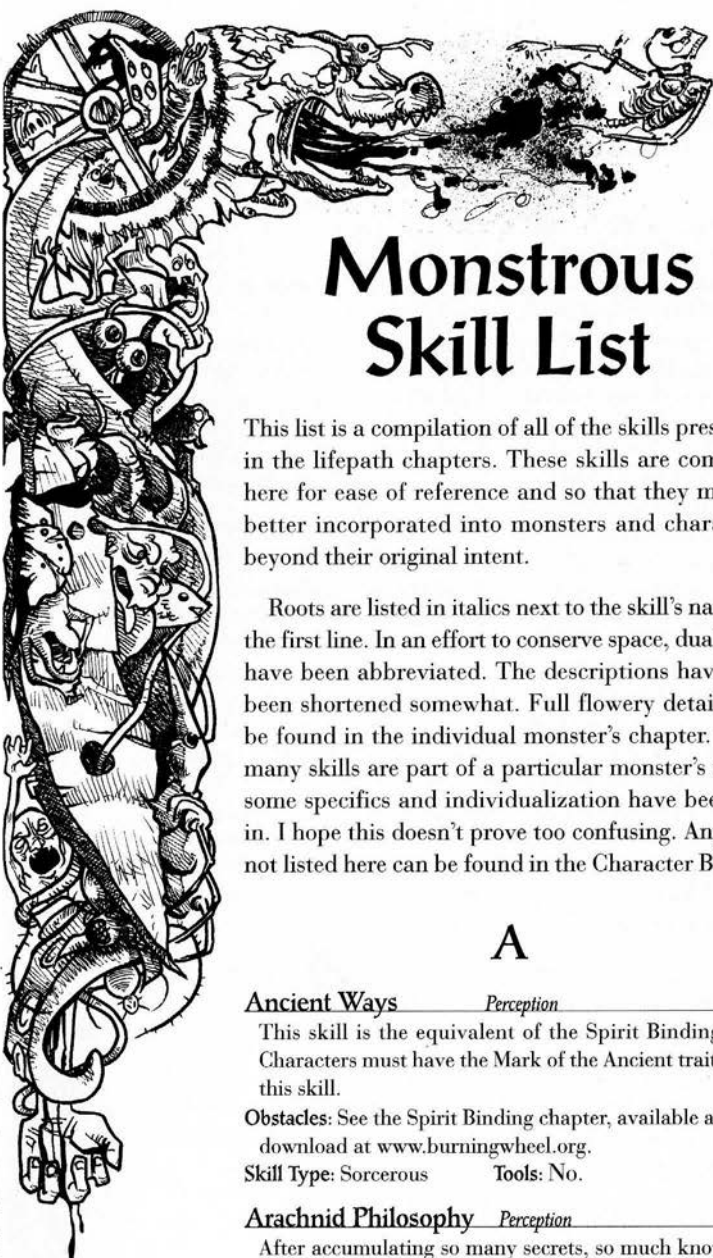 Monstrous
Skill List
This list is a compilation of all of the skills pres
in the lifepath chapters. These skills are con
here for ease of reference and so that they m
better incorporated into monsters and char
beyond their original intent.
Roots are listed in italics next to the skill's na
the first line. In an effort to conserve space, dua
have been abbreviated. The descriptions hav
been shortened somewhat. Full flowery detai
be found in the individual monster's chapter.
many skills are part of a particular monster's
some specifics and individualization have bee
in. I hope this doesn't prove too confusing. An
not listed here can be found in the Character B
A
Ancient Ways Perception
This skill is the equivalent of the Spirit Binding
Characters must have the Mark of the Ancient trait
this skill.
Obstacles: See the Spirit Binding chapter, available a
download at www.burningwheel.org.
Skill Type: Sorcerous Tools: No.
Arachnid Philosophy Perception
After accumulating so many secrets, so much know